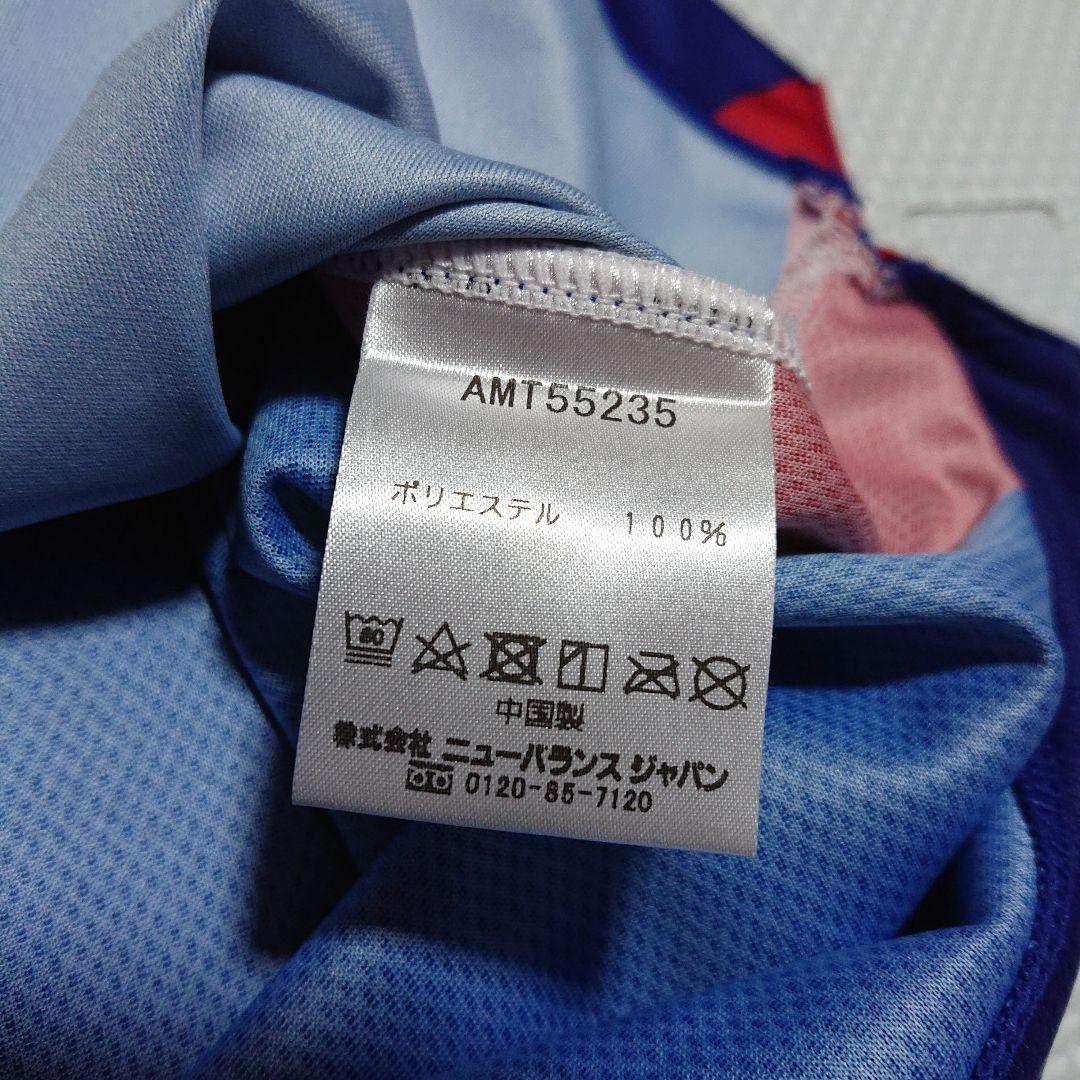 AMT55235
ポリエステル 100%
中国製
株式会社 ニューバランス ジャパン
0120-85-7120